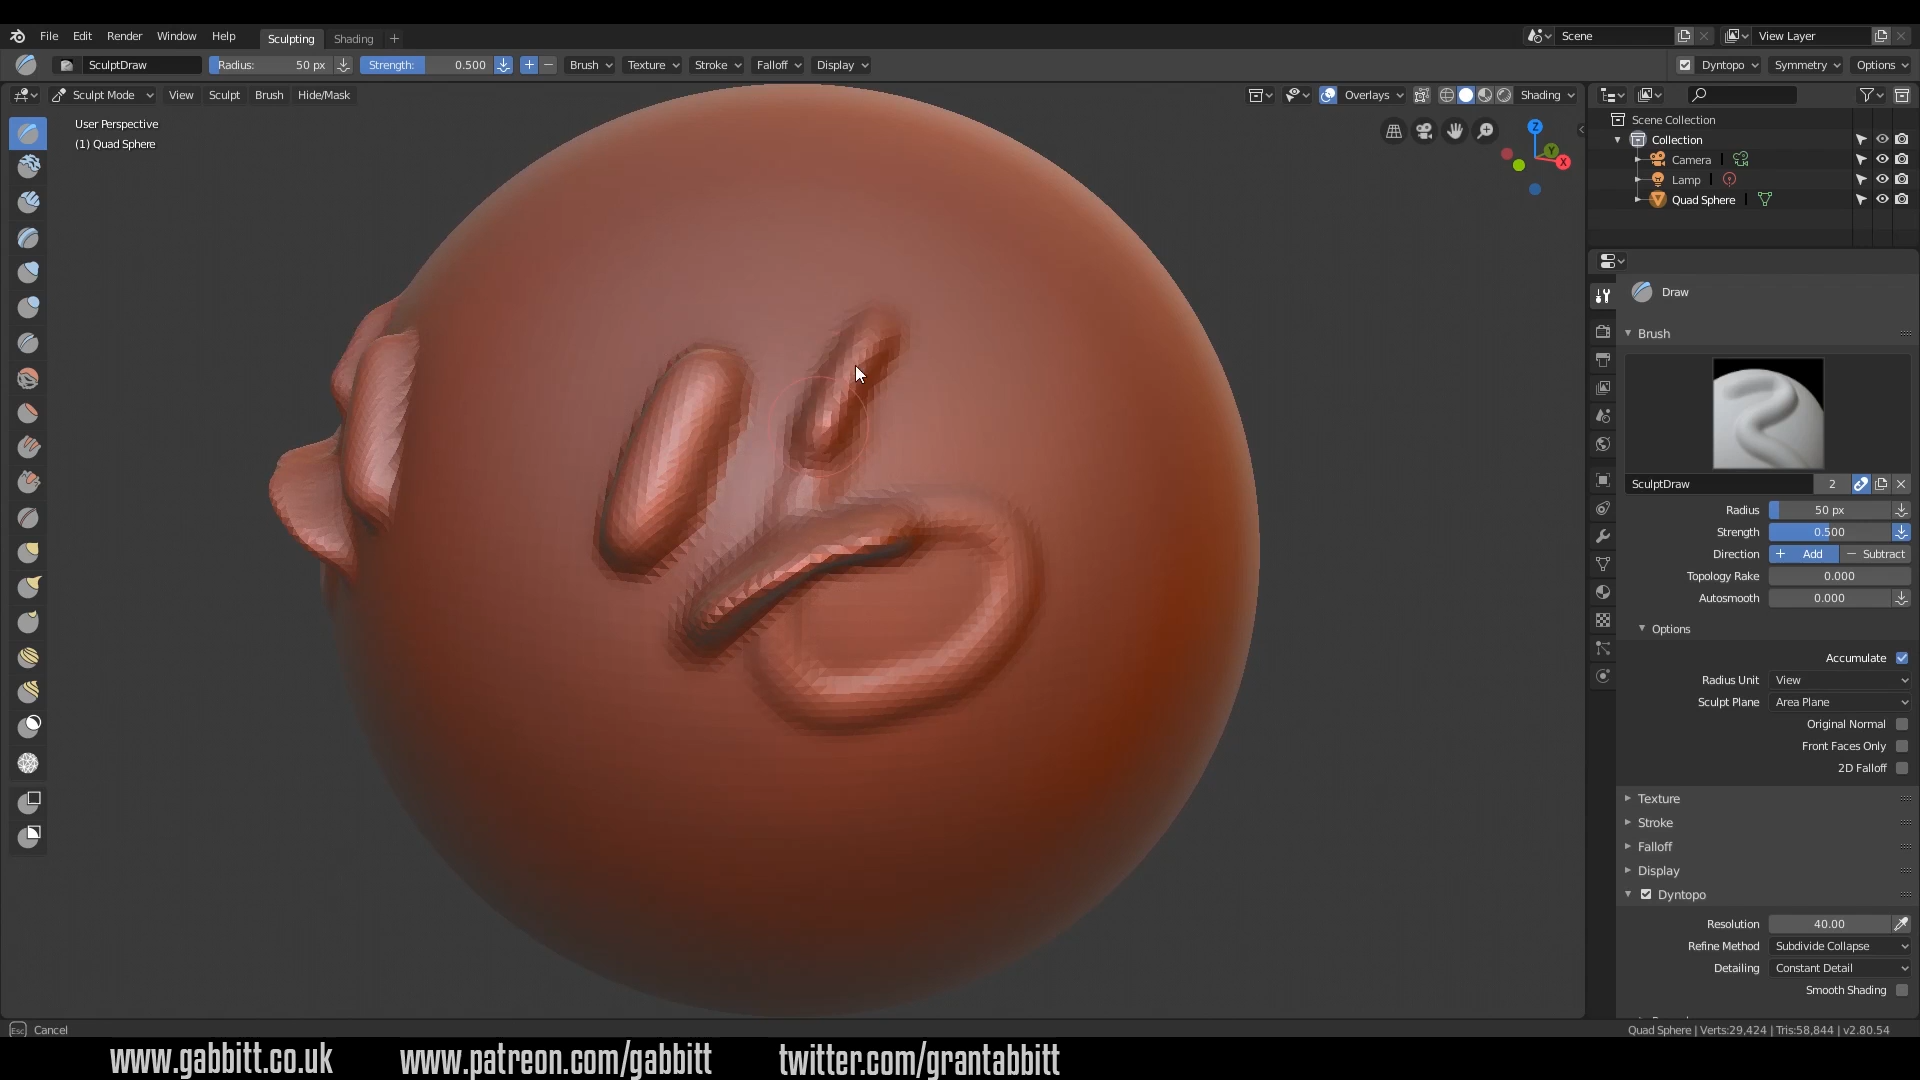 File Edit Render Window Help Sculpting Shading + Scene View Layer
SculptDraw Radius: 50 px Strength: 0.500 Brush Texture Stroke Falloff Display Dyntopo Symmetry Options
Sculpt Mode View Sculpt Brush Hide/Mask Overlays Shading
User Perspective
(1) Quad Sphere
Z
Y
X
Scene Collection
Collection
Camera
Lamp
Quad Sphere
Draw
Brush
SculptDraw 2
Radius 50 px
Strength 0.500
Direction + Add − Subtract
Topology Rake 0.000
Autosmooth 0.000
Options
Accumulate
Radius Unit View
Sculpt Plane Area Plane
Original Normal
Front Faces Only
2D Falloff
Texture
Stroke
Falloff
Display
Dyntopo
Resolution 40.00
Refine Method Subdivide Collapse
Detailing Constant Detail
Smooth Shading
Esc Cancel
Quad Sphere | Verts:29,424 | Tris:58,844 | v2.80.54
www.gabbitt.co.uk www.patreon.com/gabbitt twitter.com/grantabbitt